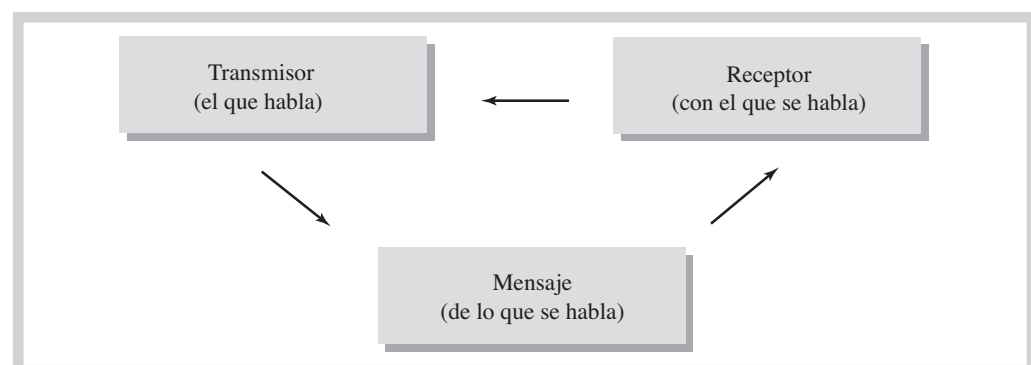 Transmisor
(el que habla)
Receptor
(con el que se habla)
Mensaje
(de lo que se habla)